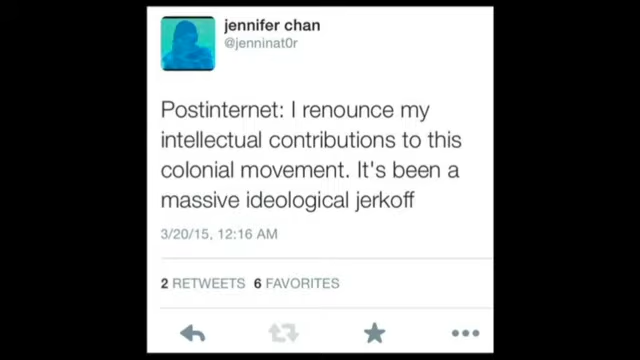 jennifer chan
@jenninat0r
Postinternet: I renounce my
intellectual contributions to this
colonial movement. It's been a
massive ideological jerkoff
3/20/15, 12:16 AM
2 RETWEETS 6 FAVORITES